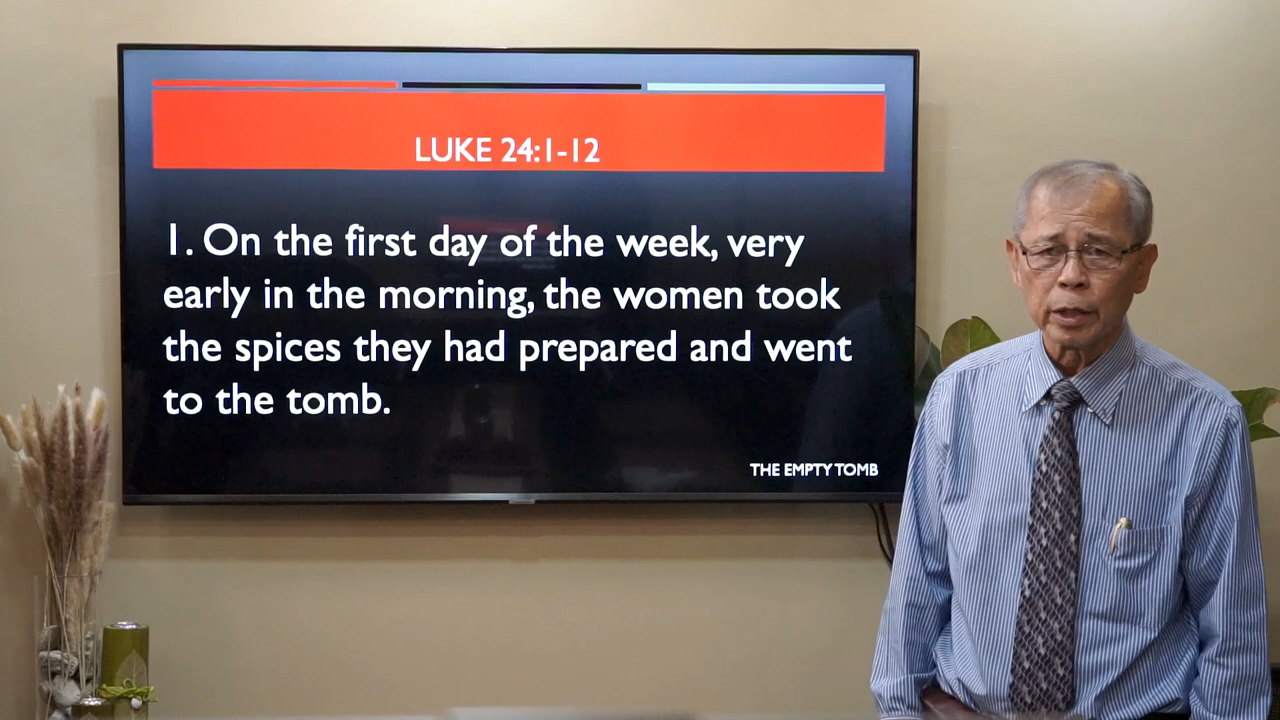 LUKE 24:1-12
1. On the first day of the week, very
early in the morning, the women took
the spices they had prepared and went
to the tomb.
THE EMPTY TOMB